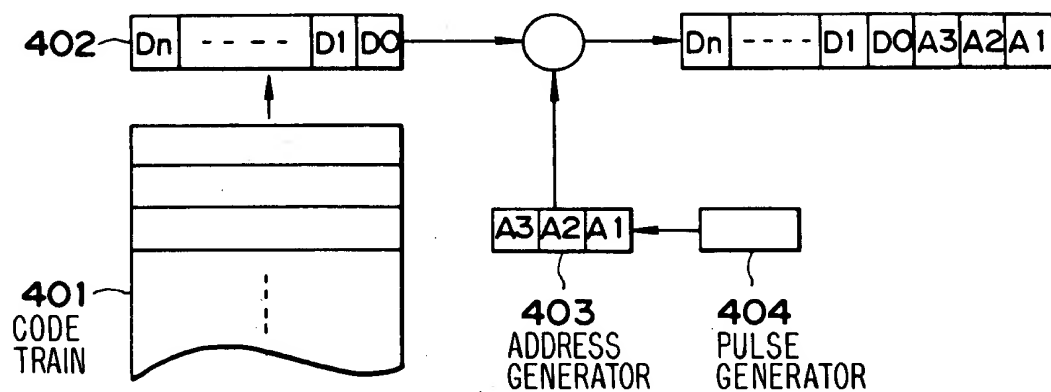 402
Dn ---- D1 D0
Dn ---- D1 D0 A3 A2 A1
A3 A2 A1
401
CODE
TRAIN
403
ADDRESS
GENERATOR
404
PULSE
GENERATOR